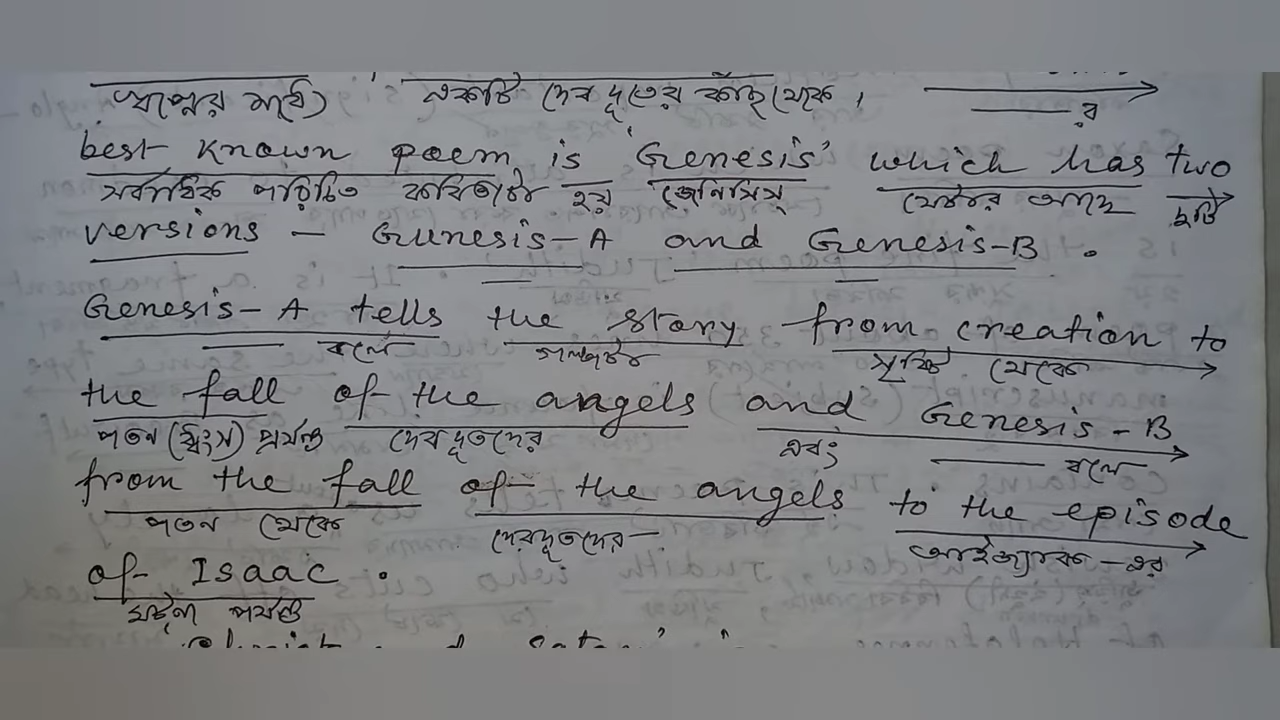 স্বপ্নের মধ্যে) একটি দেব দূতের কাছ থেকে, র
best known poem is 'Genesis' which has two
সর্বাধিক পরিচিত কবিতাটা হয় জেনিসিস্ যেটার আছে দুটি
versions – Gunesis-A and Genesis-B.
Genesis-A tells the story from creation to
বলে গল্পটা সৃষ্টি থেকে
the fall of the angels and Genesis-B
পতন (ধ্বংস) পর্যন্ত দেবদূতদের এবং বলে
from the fall of the angels to the episode
পতন থেকে দেবদূতদের আইজ্যাক-এর
of Isaac.
ঘটনা পর্যন্ত